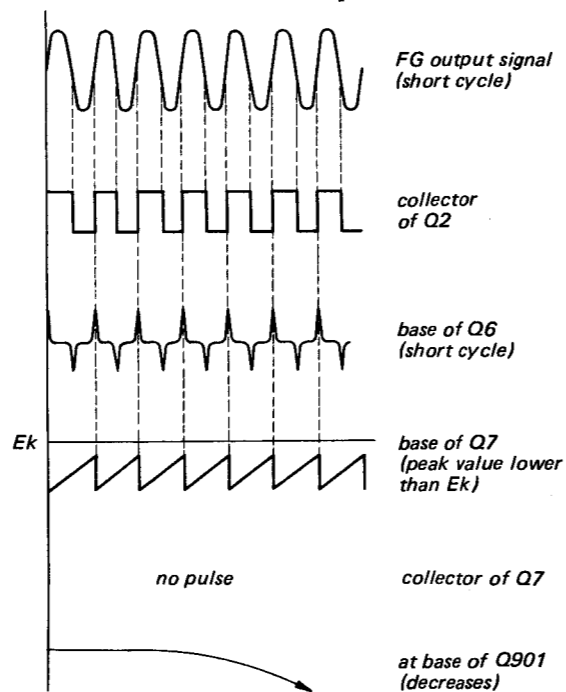 FG output signal
(short cycle)
collector
of Q2
base of Q6
(short cycle)
Ek
base of Q7
(peak value lower
than Ek)
no pulse
collector of Q7
at base of Q901
(decreases)